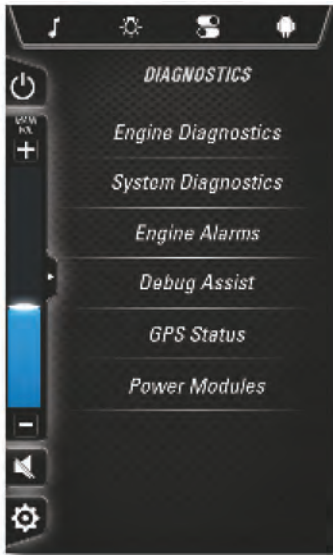 DIAGNOSTICS
Engine Diagnostics
System Diagnostics
Engine Alarms
Debug Assist
GPS Status
Power Modules